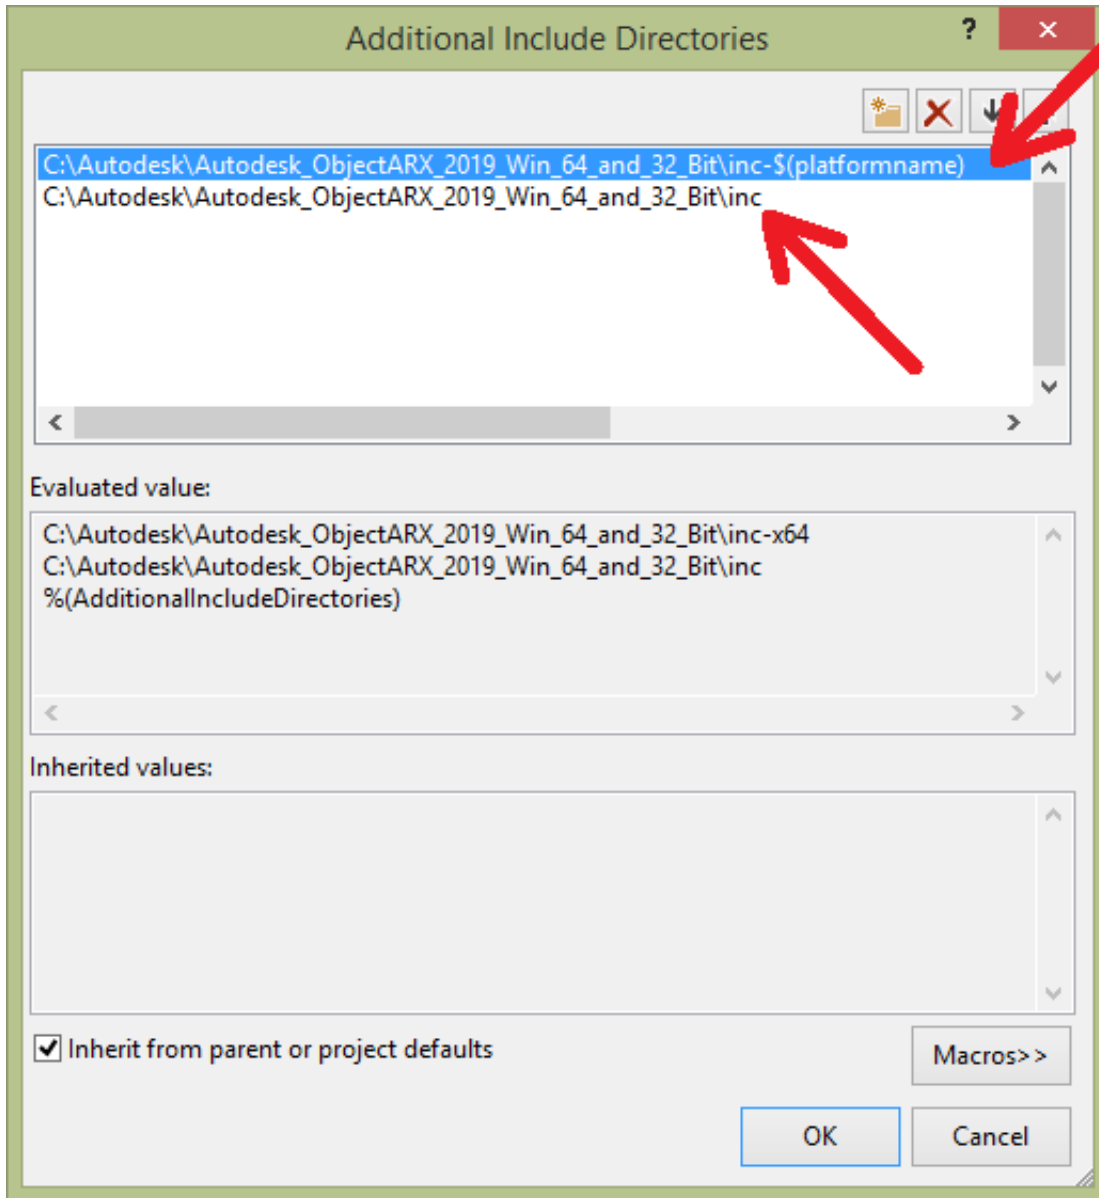 Additional Include Directories
C:\Autodesk\Autodesk_ObjectARX_2019_Win_64_and_32_Bit\inc-$(platformname)
C:\Autodesk\Autodesk_ObjectARX_2019_Win_64_and_32_Bit\inc
Evaluated value:
C:\Autodesk\Autodesk_ObjectARX_2019_Win_64_and_32_Bit\inc-x64
C:\Autodesk\Autodesk_ObjectARX_2019_Win_64_and_32_Bit\inc
%(AdditionalIncludeDirectories)
Inherited values:
Inherit from parent or project defaults
Macros>>
OK
Cancel